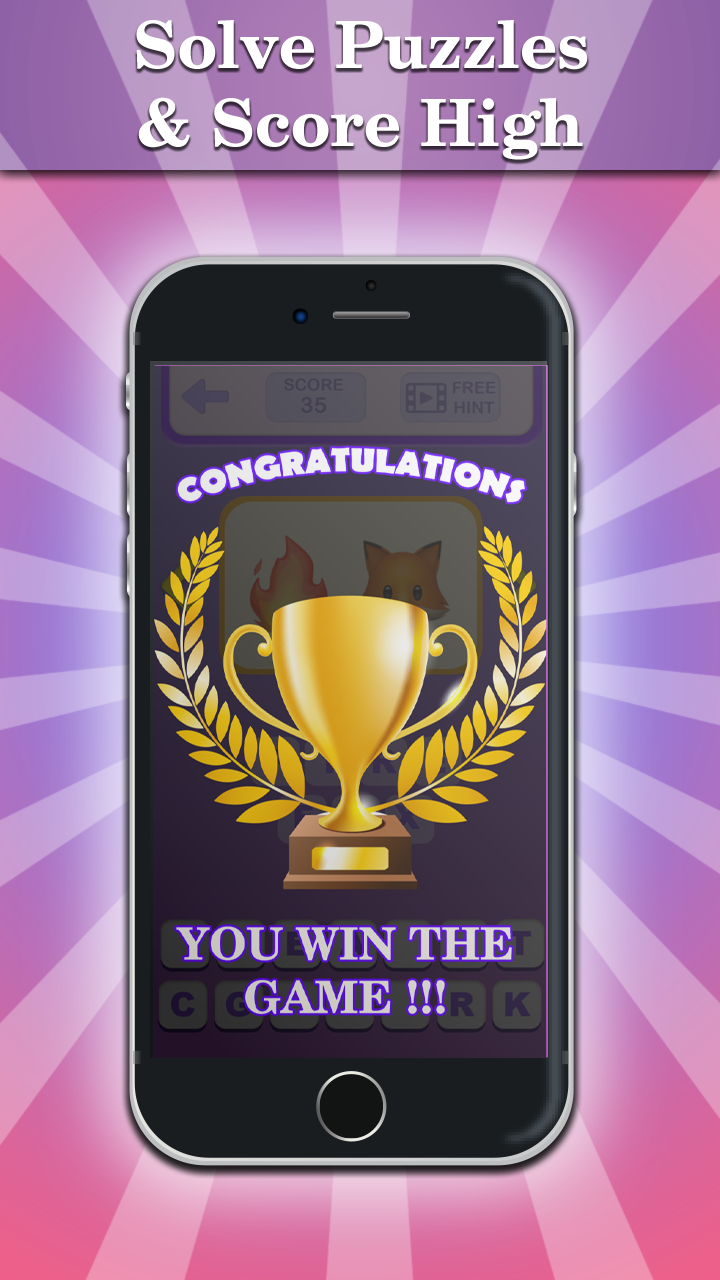 Solve Puzzles
& Score High
SCORE
35
FREE
HINT
CONGRATULATIONS
YOU WIN THE
GAME !!!
T
C G R K